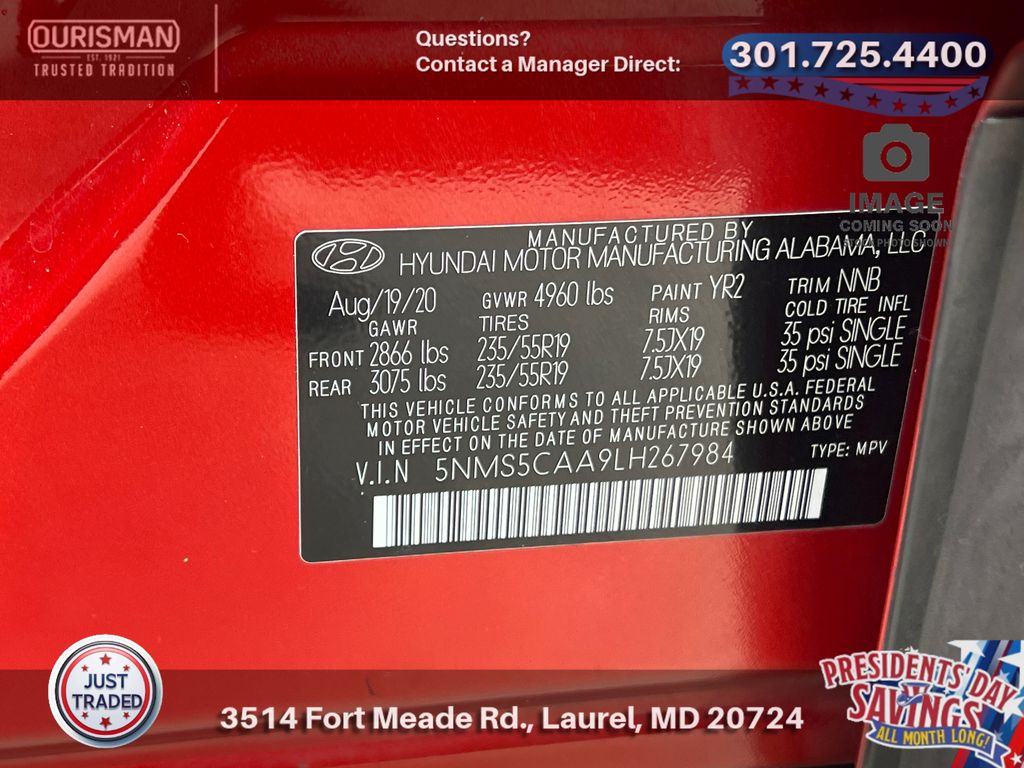 OURISMAN
EST. 1921
TRUSTED TRADITION
Questions?
Contact a Manager Direct:
301.725.4400
IMAGE
COMING SOON
STOCK PHOTO SHOWN
MANUFACTURED BY
HYUNDAI MOTOR MANUFACTURING ALABAMA, LLC
Aug/19/20 GVWR 4960 lbs PAINT YR2 TRIM NNB
GAWR TIRES RIMS COLD TIRE INFL
FRONT 2866 lbs 235/55R19 7.5JX19 35 psi SINGLE
REAR 3075 lbs 235/55R19 7.5JX19 35 psi SINGLE
THIS VEHICLE CONFORMS TO ALL APPLICABLE U.S.A. FEDERAL
MOTOR VEHICLE SAFETY AND THEFT PREVENTION STANDARDS
IN EFFECT ON THE DATE OF MANUFACTURE SHOWN ABOVE
V.I.N 5NMS5CAA9LH267984 TYPE: MPV
JUST
TRADED
3514 Fort Meade Rd., Laurel, MD 20724
PRESIDENTS' DAY
SAVINGS
ALL MONTH LONG!